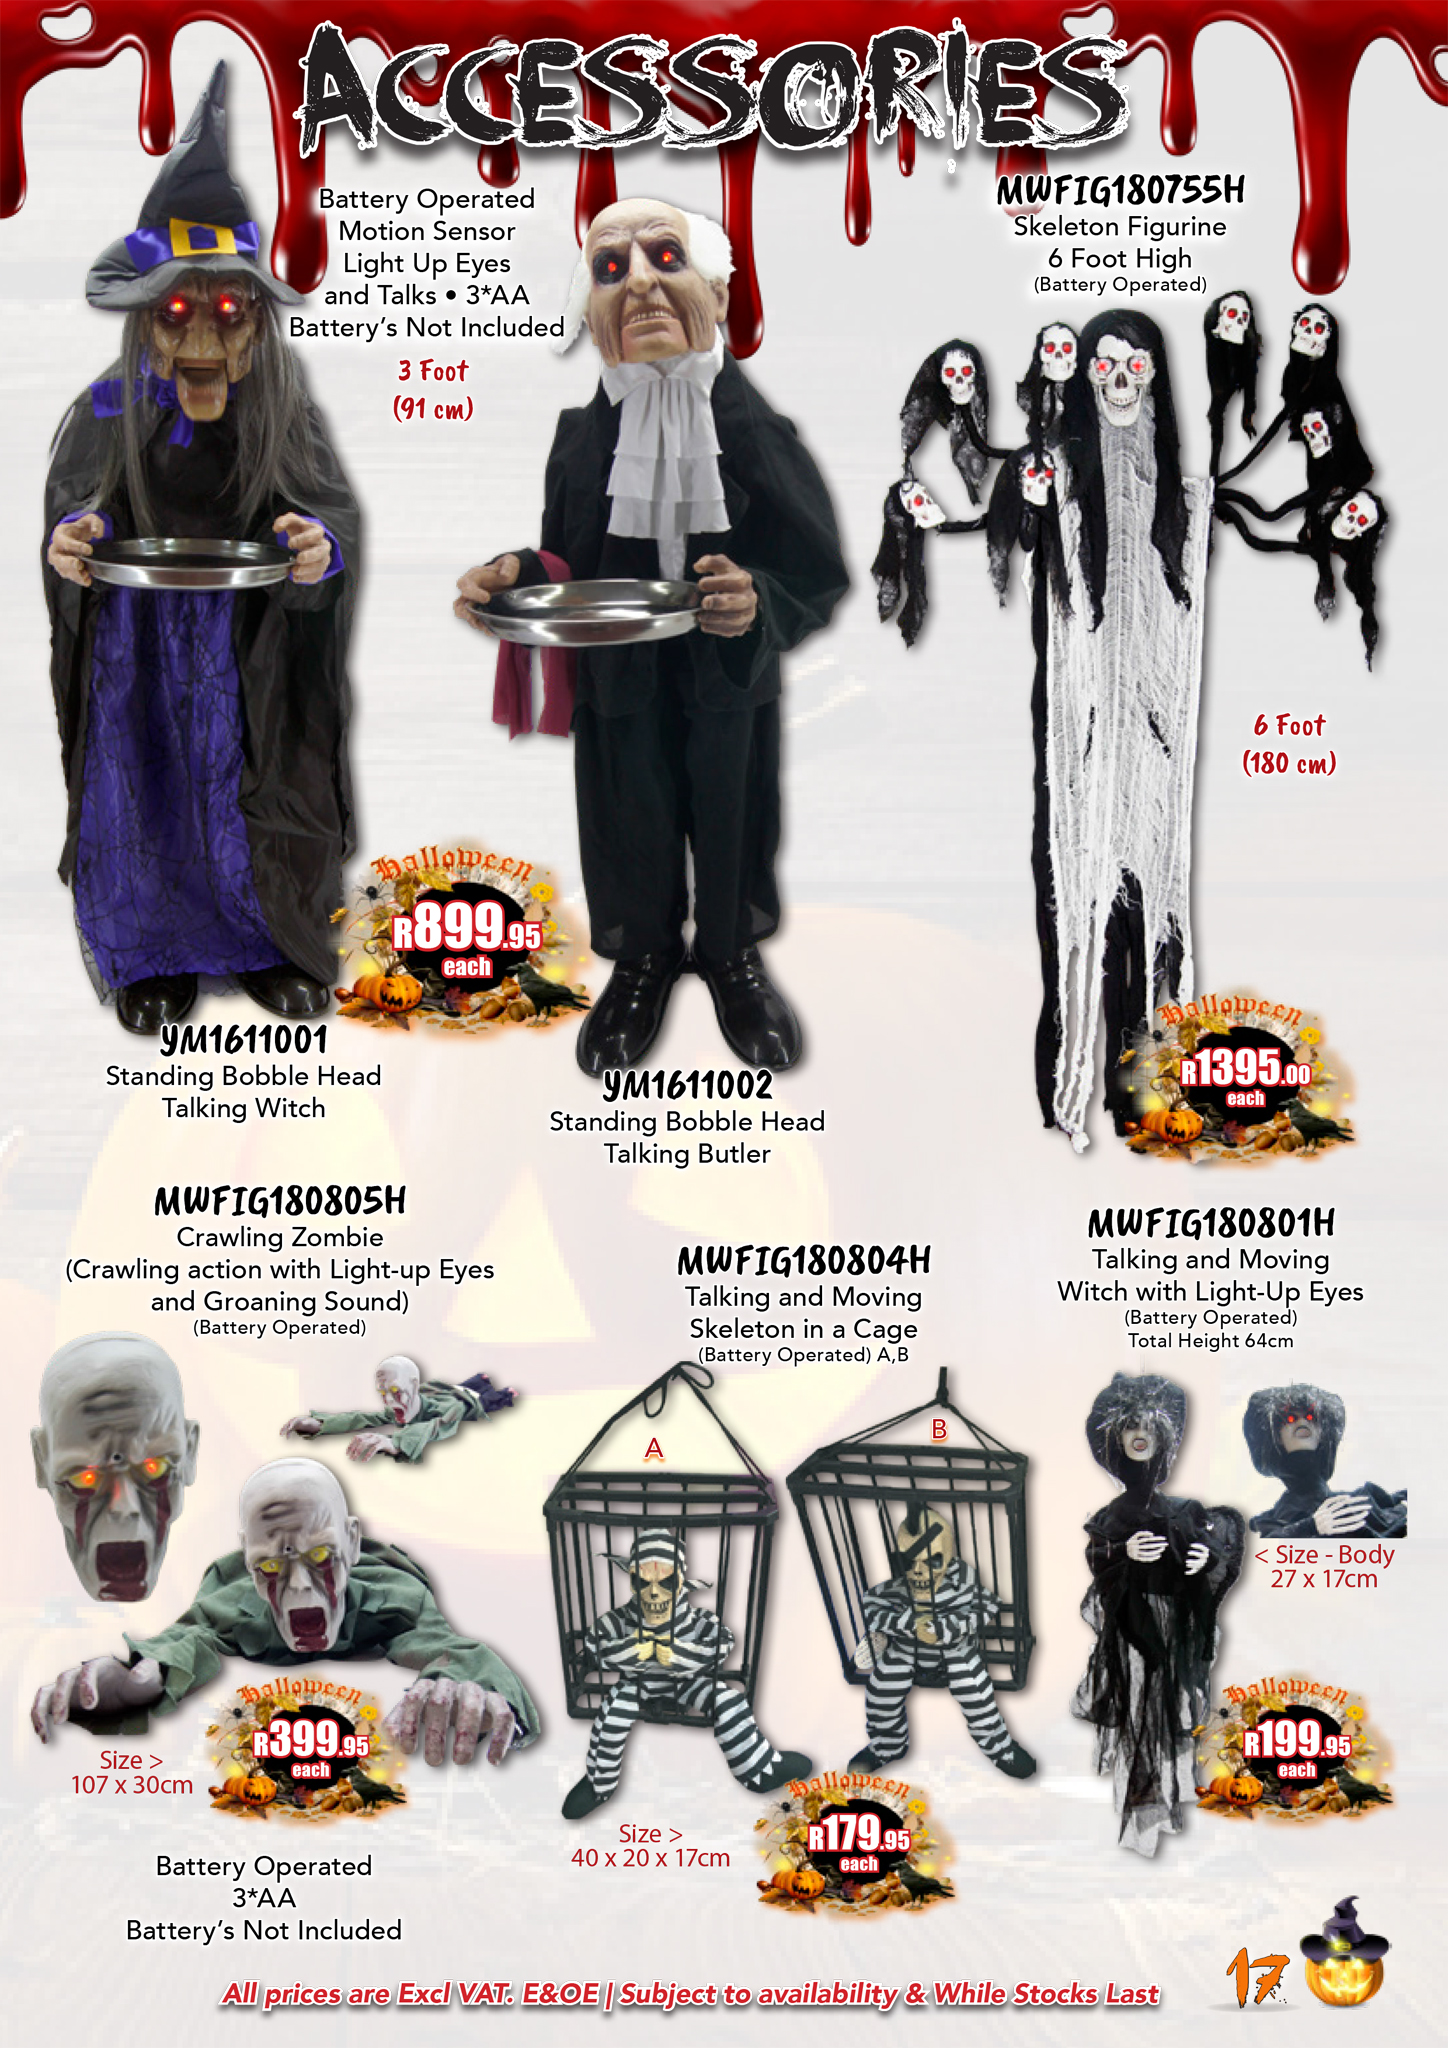 ACCESSORIES
Battery Operated
Motion Sensor
Light Up Eyes
and Talks • 3*AA
Battery's Not Included
3 Foot
(91 cm)
MWFIG180755H
Skeleton Figurine
6 Foot High
(Battery Operated)
6 Foot
(180 cm)
Halloween
R899.95
each
YM1611001
Standing Bobble Head
Talking Witch
YM1611002
Standing Bobble Head
Talking Butler
Halloween
R1395.00
each
MWFIG180805H
Crawling Zombie
(Crawling action with Light-up Eyes
and Groaning Sound)
(Battery Operated)
Size >
107 x 30cm
Halloween
R399.95
each
Battery Operated
3*AA
Battery's Not Included
MWFIG180804H
Talking and Moving
Skeleton in a Cage
(Battery Operated) A,B
A
B
Size >
40 x 20 x 17cm
Halloween
R179.95
each
MWFIG180801H
Talking and Moving
Witch with Light-Up Eyes
(Battery Operated)
Total Height 64cm
< Size - Body
27 x 17cm
Halloween
R199.95
each
All prices are Excl VAT. E&OE | Subject to availability & While Stocks Last
17